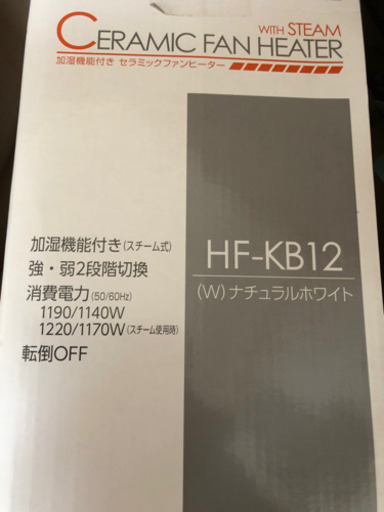 WITH STEAM
CERAMIC FAN HEATER
加湿機能付き セラミックファンヒーター
加湿機能付き(スチーム式)
強・弱2段階切換
消費電力(50/60Hz)
1190/1140W
1220/1170W(スチーム使用時)
転倒OFF
HF-KB12
(W)ナチュラルホワイト